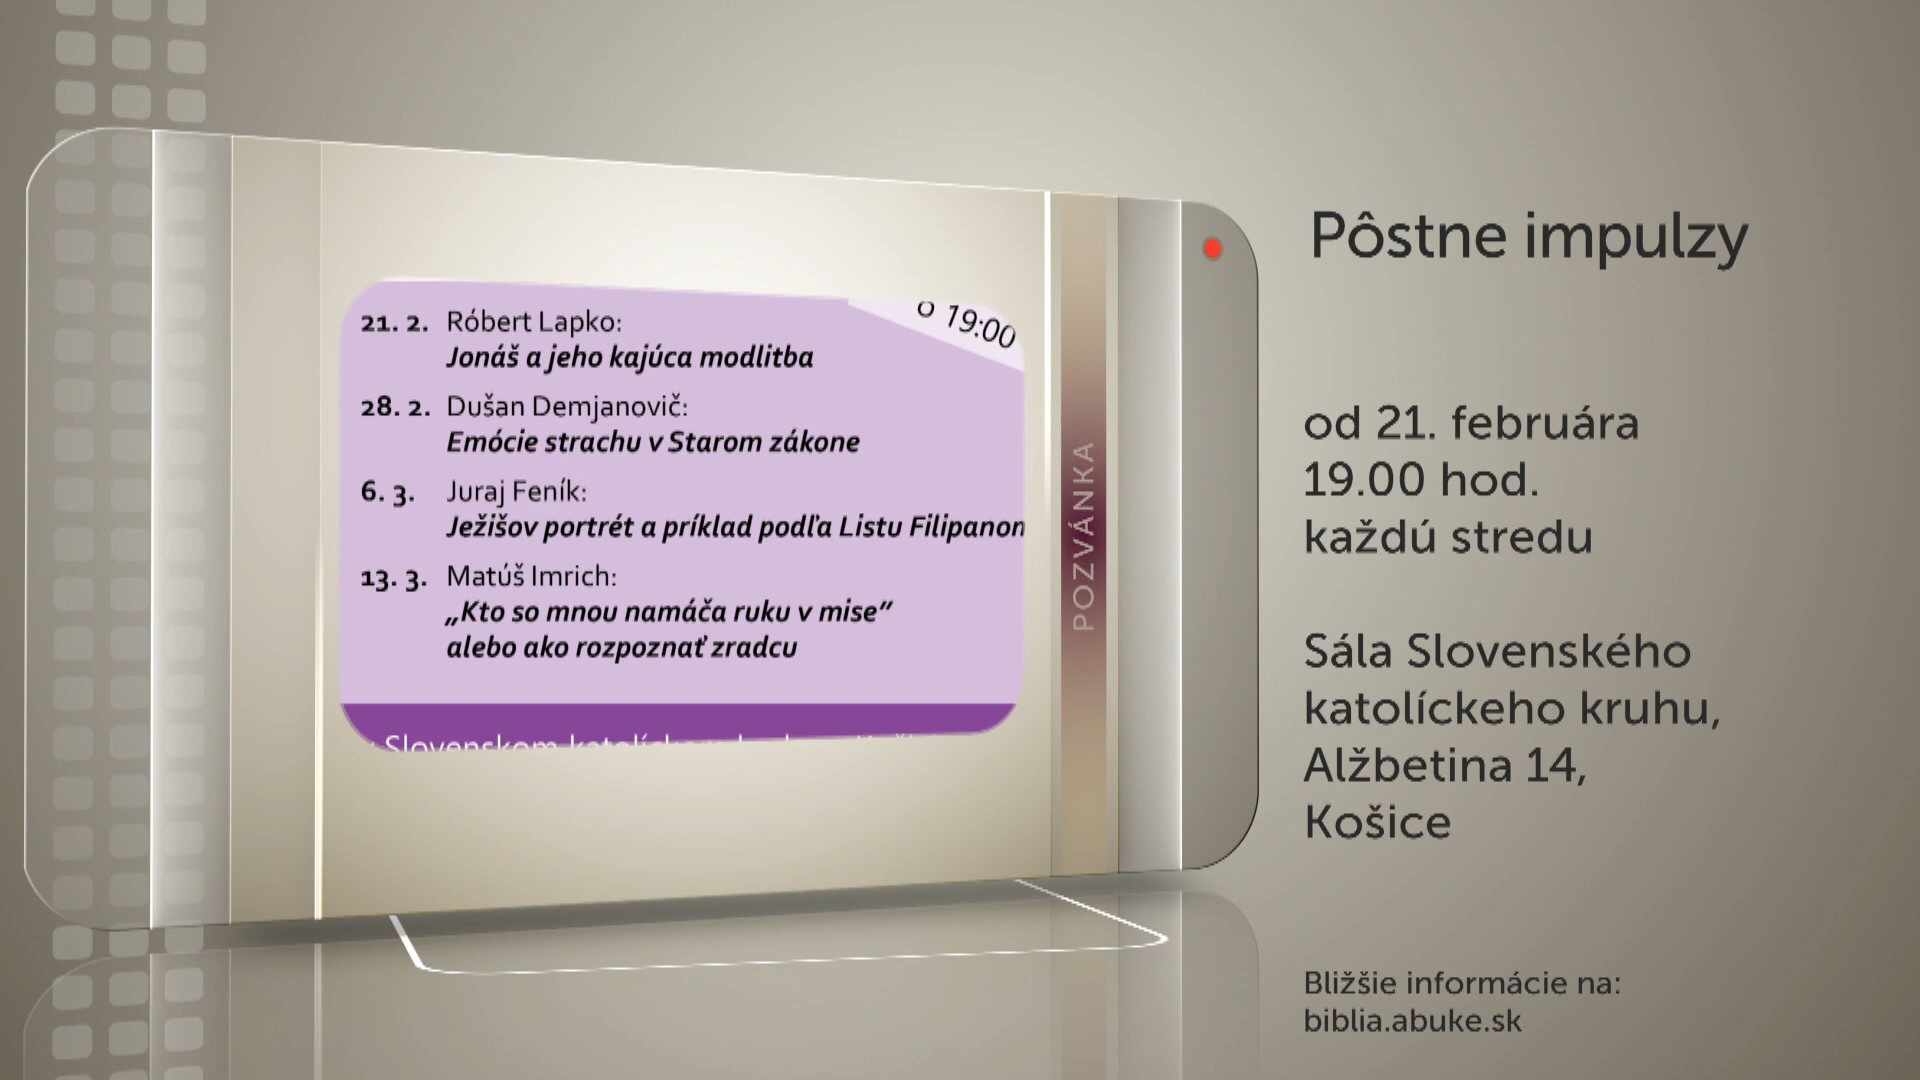 o 19:00
21. 2. Róbert Lapko:
Jonáš a jeho kajúca modlitba
28. 2. Dušan Demjanovič:
Emócie strachu v Starom zákone
6. 3. Juraj Feník:
Ježišov portrét a príklad podľa Listu Filipanom
13. 3. Matúš Imrich:
„Kto so mnou namáča ruku v mise”
alebo ako rozpoznať zradcu
Slovenskom
POZVÁNKA
Pôstne impulzy
od 21. februára
19.00 hod.
každú stredu
Sála Slovenského
katolíckeho kruhu,
Alžbetina 14,
Košice
Bližšie informácie na:
biblia.abuke.sk